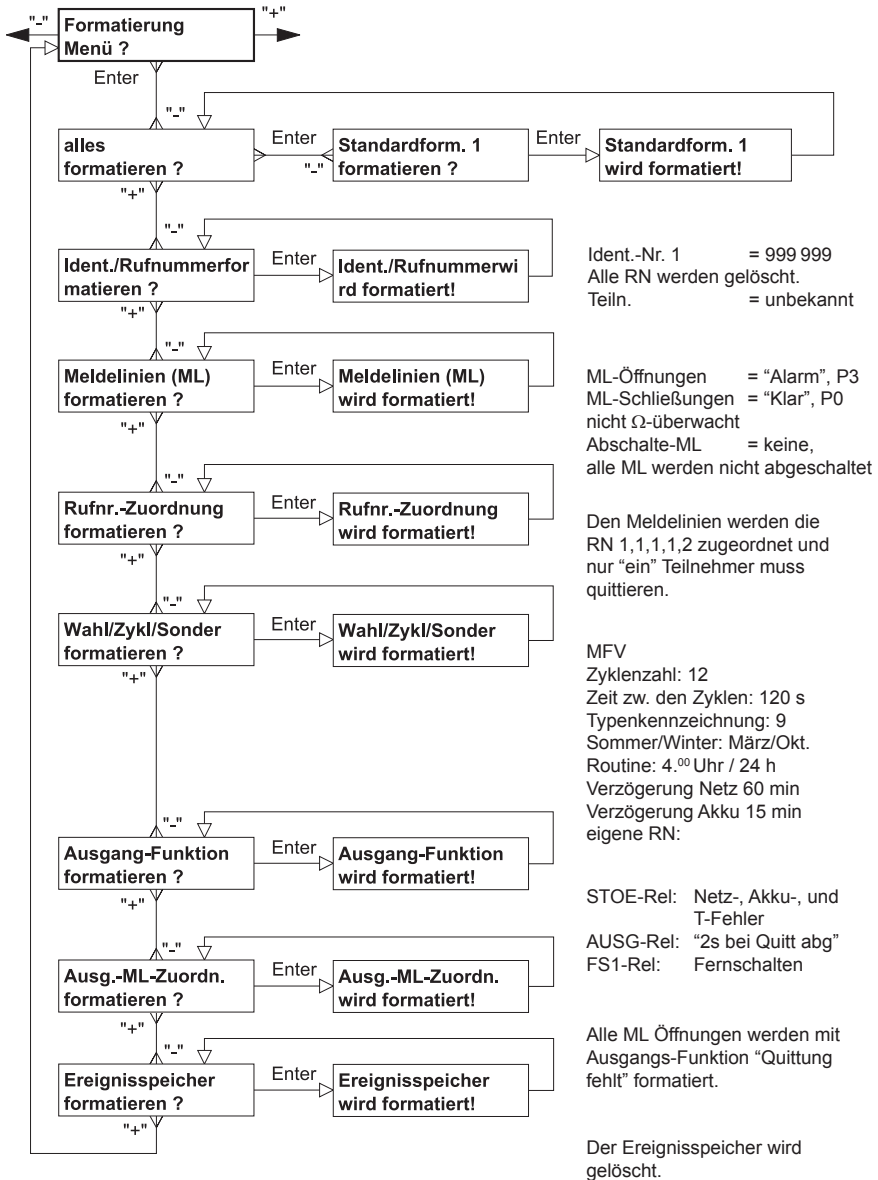 "-"
"+"
Formatierung
Menü ?
Enter
"-"
alles
formatieren ?
Enter
"-"
Standardform. 1
formatieren ?
Enter
Standardform. 1
wird formatiert!
"+"
"-"
Ident./Rufnummerfor
matieren ?
Enter
Ident./Rufnummerwi
rd formatiert!
"+"
Ident.-Nr. 1 = 999 999
Alle RN werden gelöscht.
Teiln. = unbekannt
"-"
Meldelinien (ML)
formatieren ?
Enter
Meldelinien (ML)
wird formatiert!
"+"
ML-Öffnungen = “Alarm”, P3
ML-Schließungen = “Klar”, P0
nicht Ω-überwacht
Abschalte-ML = keine,
alle ML werden nicht abgeschaltet
"-"
Rufnr.-Zuordnung
formatieren ?
Enter
Rufnr.-Zuordnung
wird formatiert!
"+"
Den Meldelinien werden die
RN 1,1,1,1,2 zugeordnet und
nur “ein” Teilnehmer muss
quittieren.
"-"
Wahl/Zykl/Sonder
formatieren ?
Enter
Wahl/Zykl/Sonder
wird formatiert!
"+"
MFV
Zyklenzahl: 12
Zeit zw. den Zyklen: 120 s
Typenkennzeichnung: 9
Sommer/Winter: März/Okt.
Routine: 4.⁰⁰ Uhr / 24 h
Verzögerung Netz 60 min
Verzögerung Akku 15 min
eigene RN:
"-"
Ausgang-Funktion
formatieren ?
Enter
Ausgang-Funktion
wird formatiert!
"+"
STOE-Rel: Netz-, Akku-, und
T-Fehler
AUSG-Rel: “2s bei Quitt abg”
FS1-Rel: Fernschalten
"-"
Ausg.-ML-Zuordn.
formatieren ?
Enter
Ausg.-ML-Zuordn.
wird formatiert!
"+"
Alle ML Öffnungen werden mit
Ausgangs-Funktion “Quittung
fehlt” formatiert.
"-"
Ereignisspeicher
formatieren ?
Enter
Ereignisspeicher
wird formatiert!
"+"
Der Ereignisspeicher wird
gelöscht.